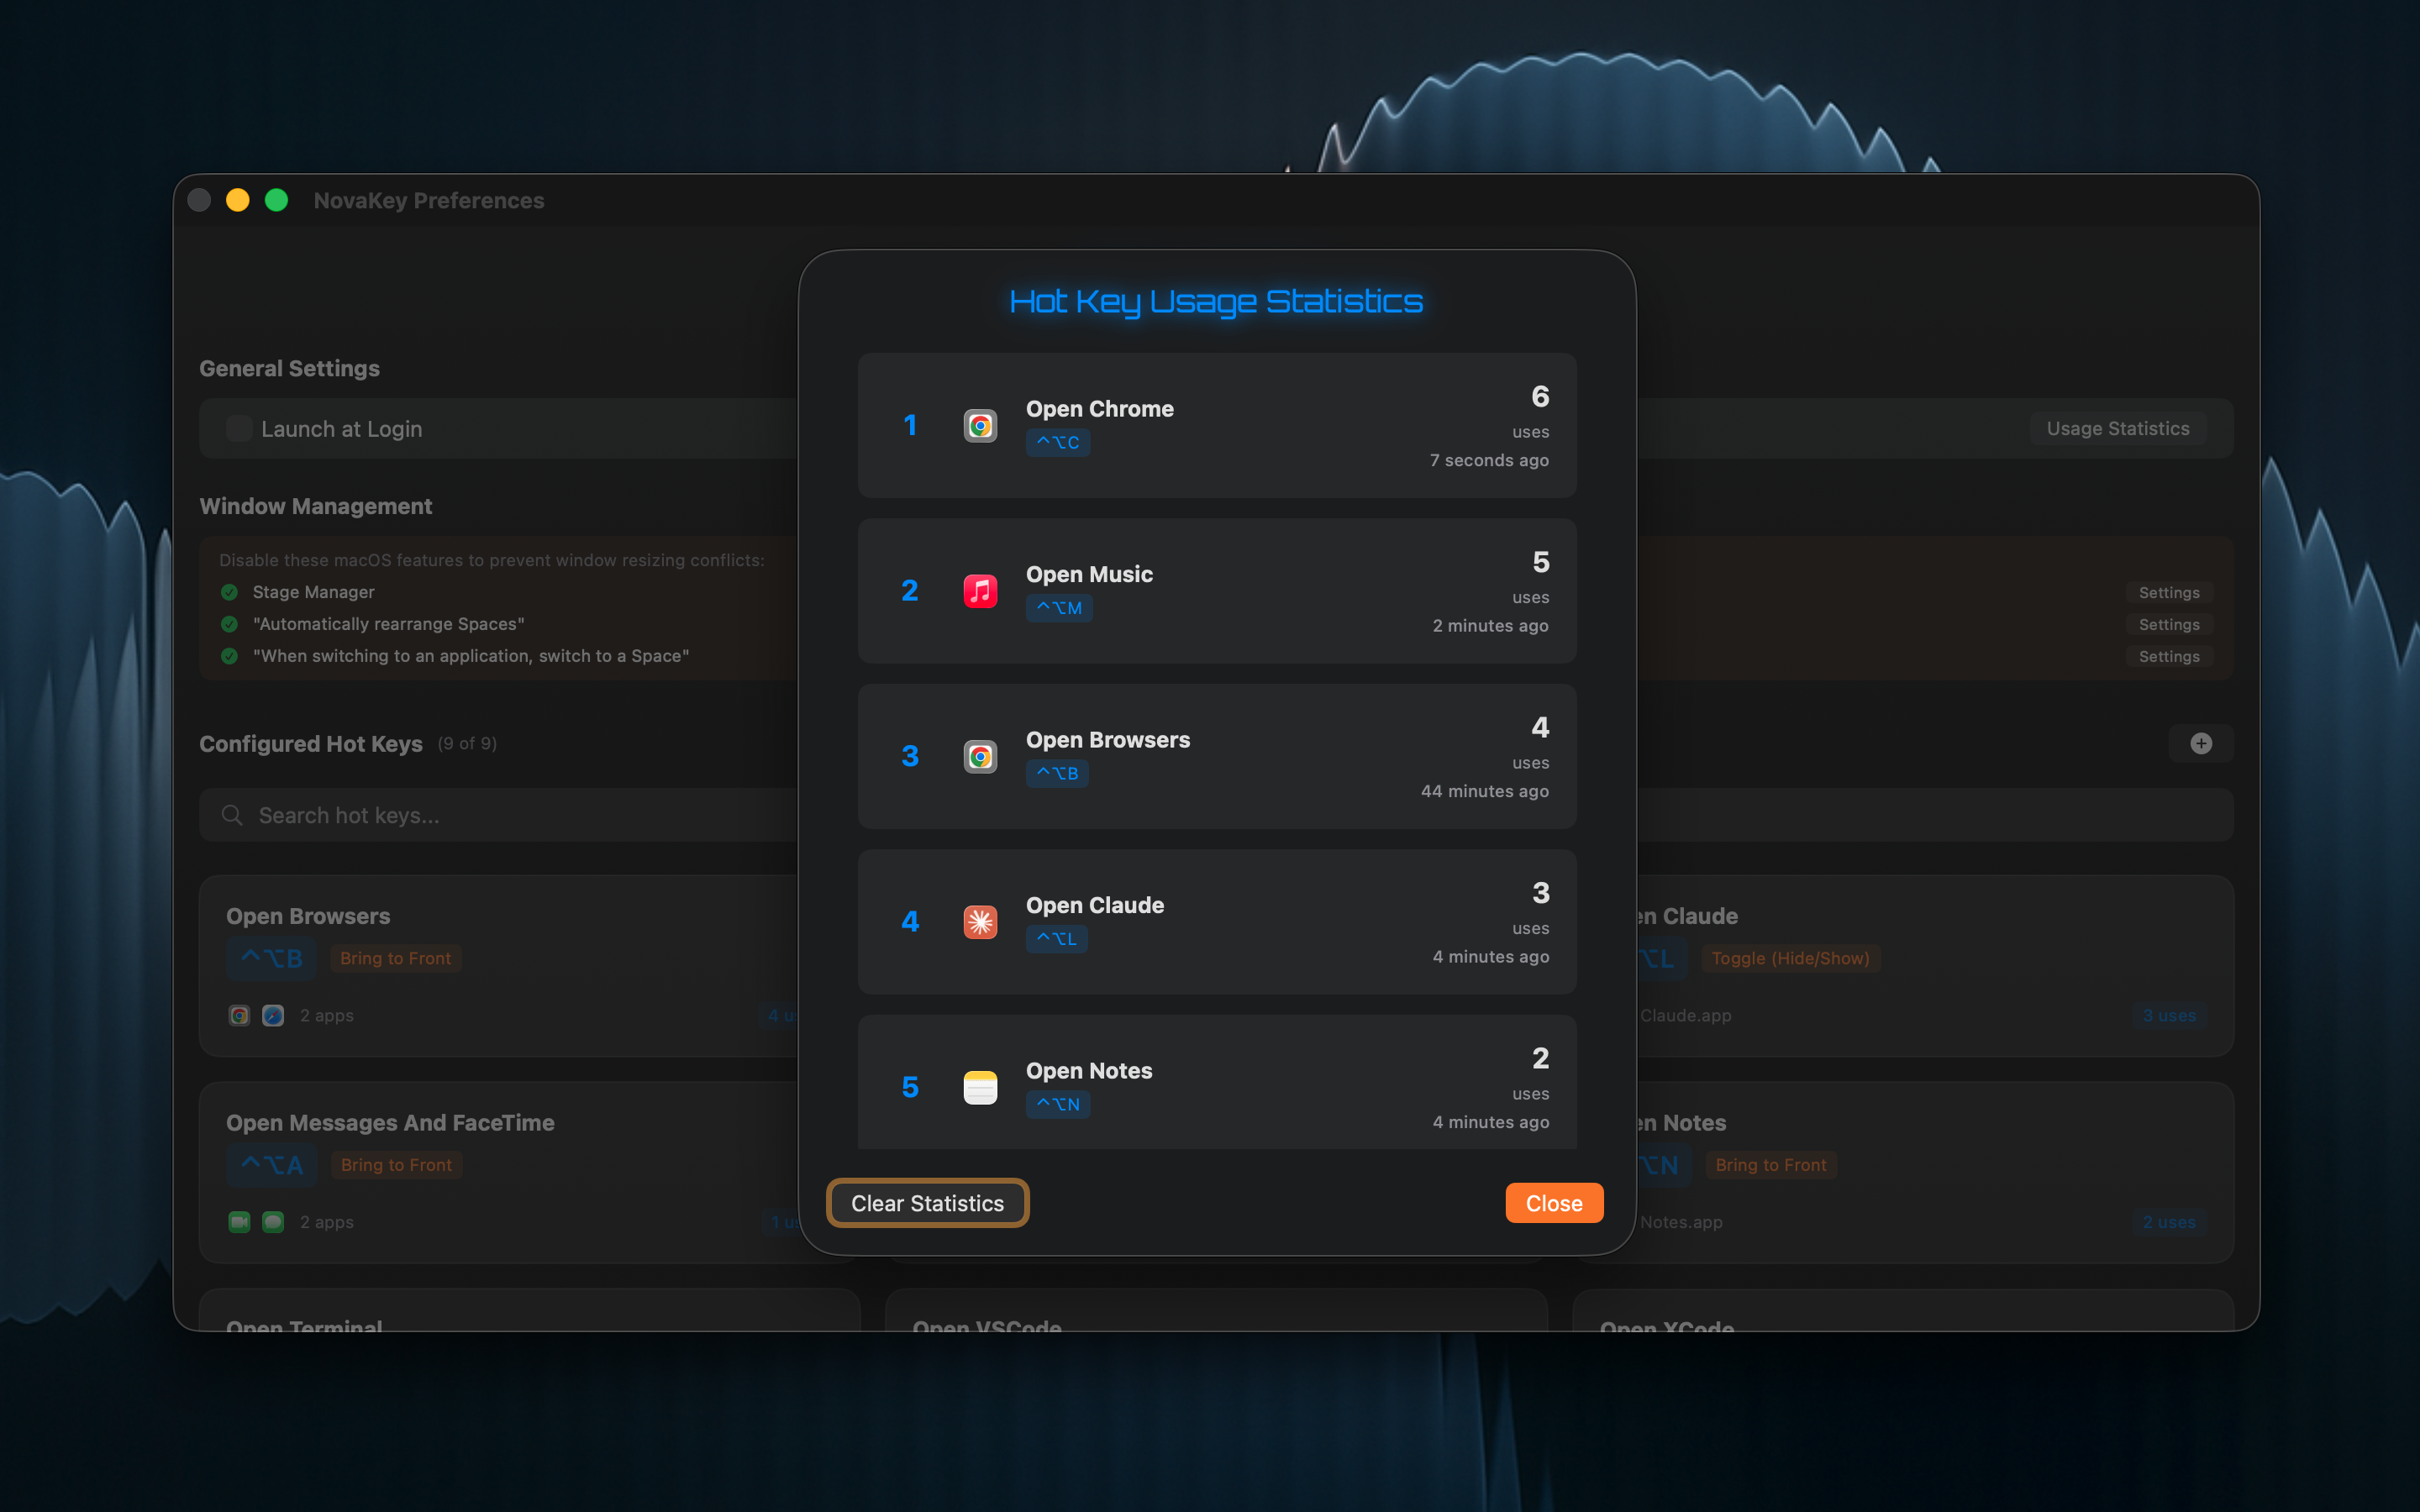 NovaKey Preferences
Hot Key Usage Statistics
General Settings
Launch at Login
Usage Statistics
Window Management
Disable these macOS features to prevent window resizing conflicts:
Stage Manager
Settings
"Automatically rearrange Spaces"
Settings
"When switching to an application, switch to a Space"
Settings
Configured Hot Keys (9 of 9)
Search hot keys...
Open Browsers
⌃⌥B Bring to Front
2 apps
4 us
Open Messages And FaceTime
⌃⌥A Bring to Front
2 apps
1 us
Open Terminal
Open VSCode
Open XCode
1
Open Chrome
⌃⌥C
6
uses
7 seconds ago
2
Open Music
⌃⌥M
5
uses
2 minutes ago
3
Open Browsers
⌃⌥B
4
uses
44 minutes ago
4
Open Claude
⌃⌥L
3
uses
4 minutes ago
5
Open Notes
⌃⌥N
2
uses
4 minutes ago
Clear Statistics
Close
en Claude
⌥L Toggle (Hide/Show)
Claude.app
3 uses
en Notes
⌥N Bring to Front
Notes.app
2 uses